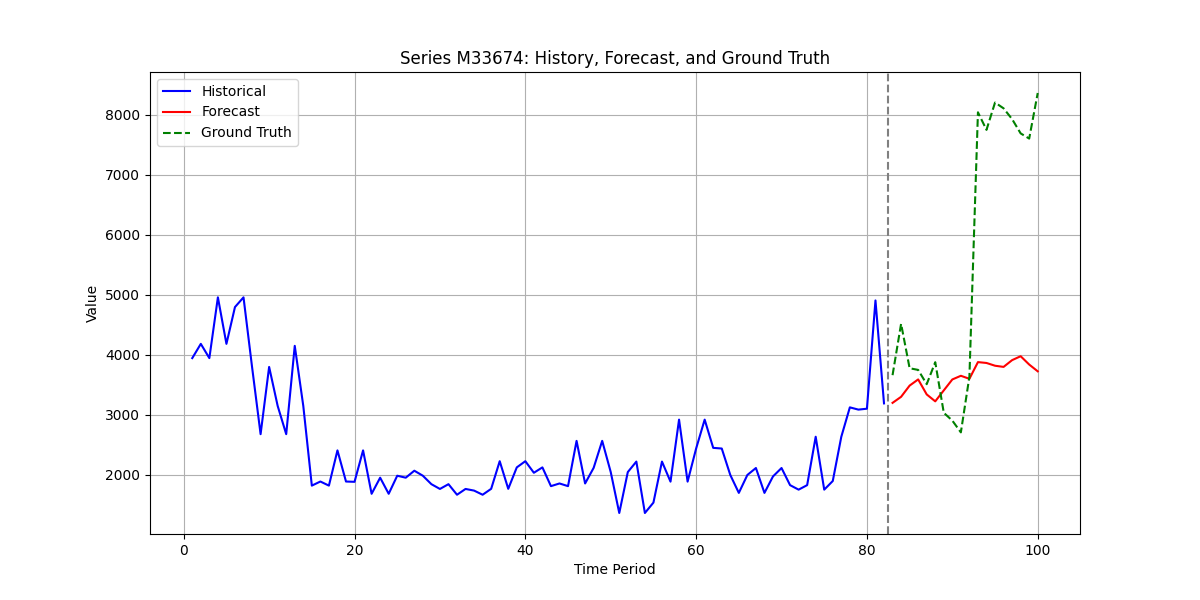 Series M33674: History, Forecast, and Ground Truth
Historical
Forecast
Ground Truth
8000
7000
6000
5000
4000
3000
2000
Value
0
20
40
60
80
100
Time Period